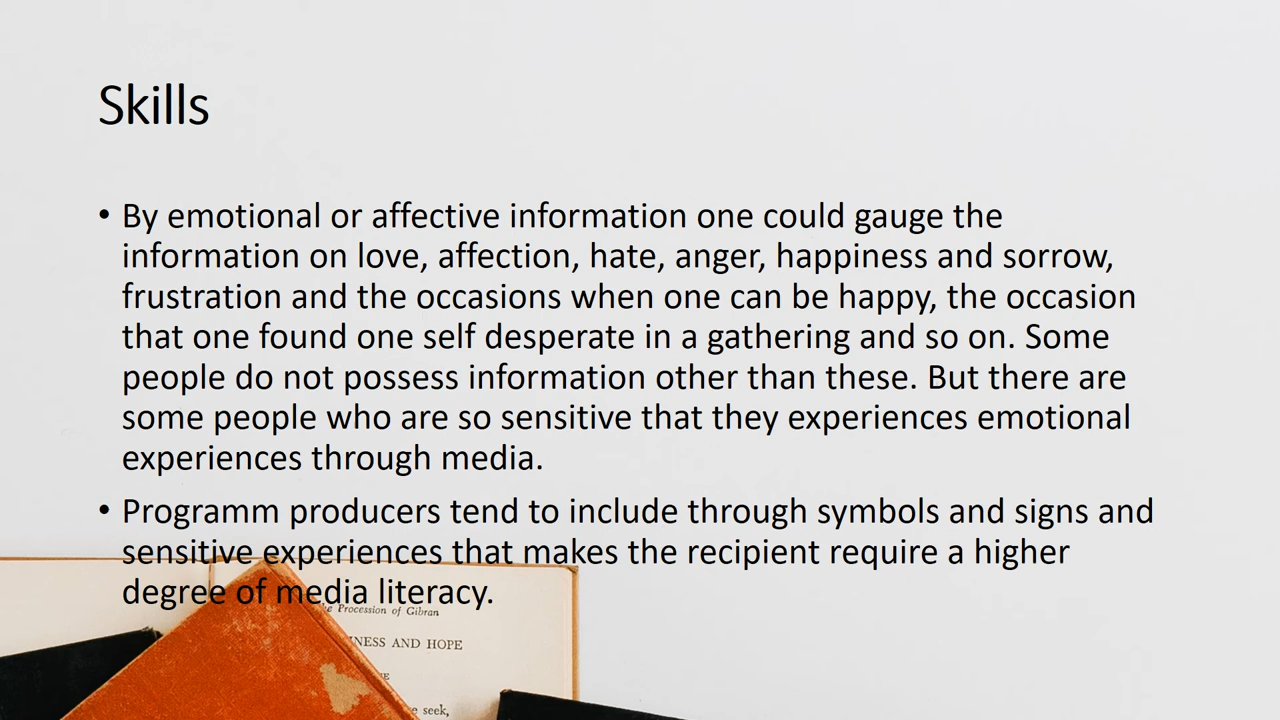 Skills
• By emotional or affective information one could gauge the
information on love, affection, hate, anger, happiness and sorrow,
frustration and the occasions when one can be happy, the occasion
that one found one self desperate in a gathering and so on. Some
people do not possess information other than these. But there are
some people who are so sensitive that they experiences emotional
experiences through media.
• Programm producers tend to include through symbols and signs and
sensitive experiences that makes the recipient require a higher
degree of media literacy.
Procession of Gibran
AND HOPE
seek,